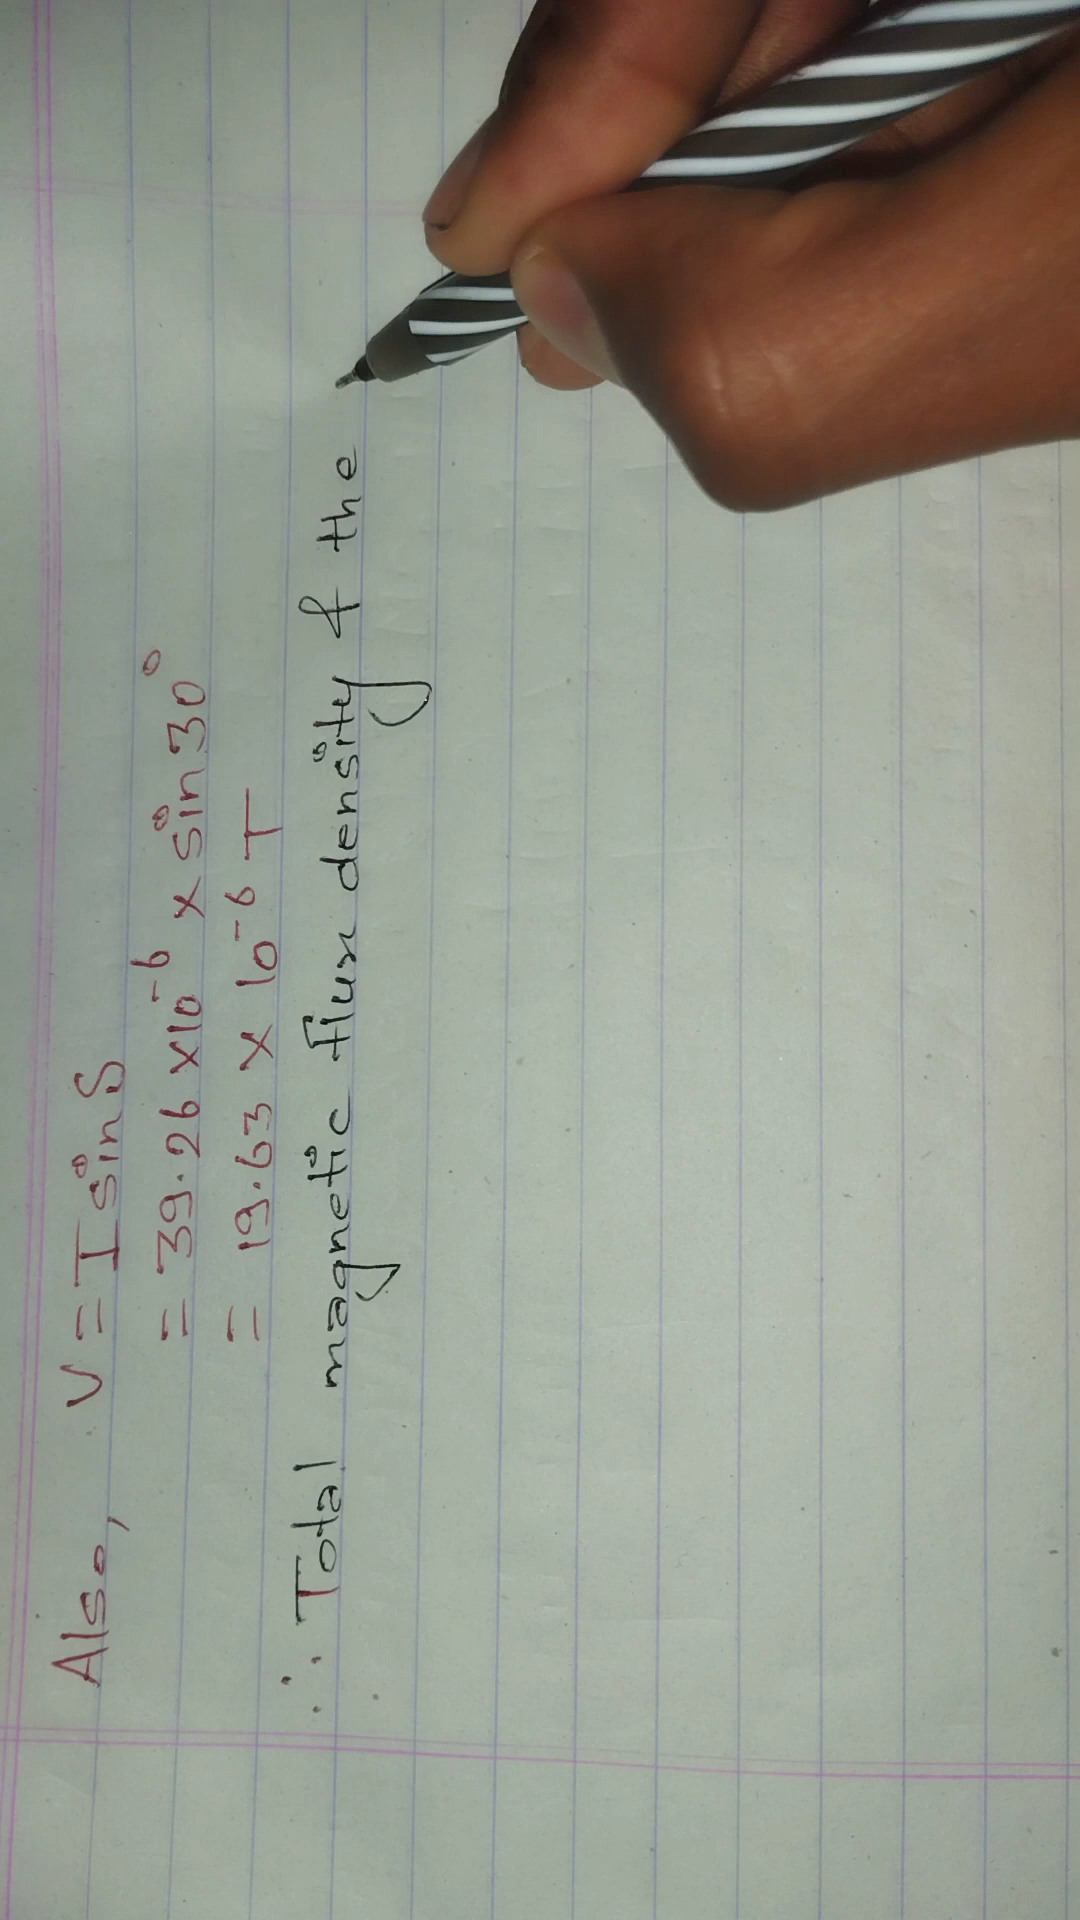 Also, V = I sin δ
= 39.26 × 10⁻⁶ × sin 30°
= 19.63 × 10⁻⁶ T
∴ Total magnetic flux density of the